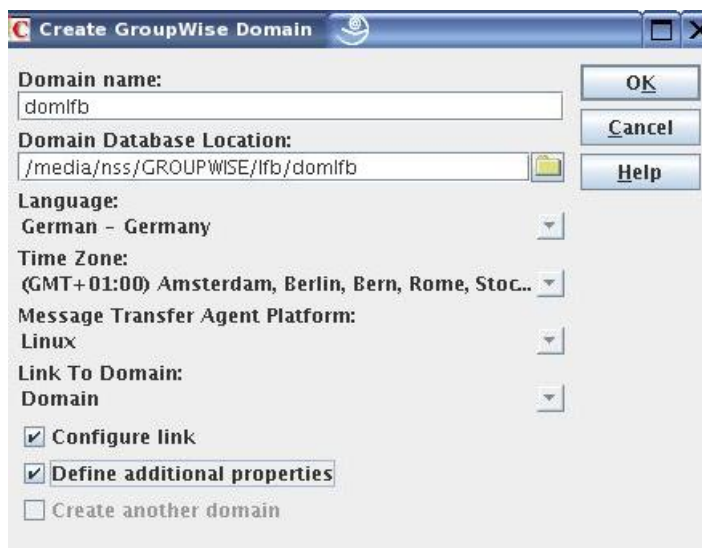 Create GroupWise Domain
Domain name:
domlfb
Domain Database Location:
/media/nss/GROUPWISE/lfb/domlfb
Language:
German - Germany
Time Zone:
(GMT+01:00) Amsterdam, Berlin, Bern, Rome, Stoc...
Message Transfer Agent Platform:
Linux
Link To Domain:
Domain
Configure link
Define additional properties
Create another domain
OK
Cancel
Help